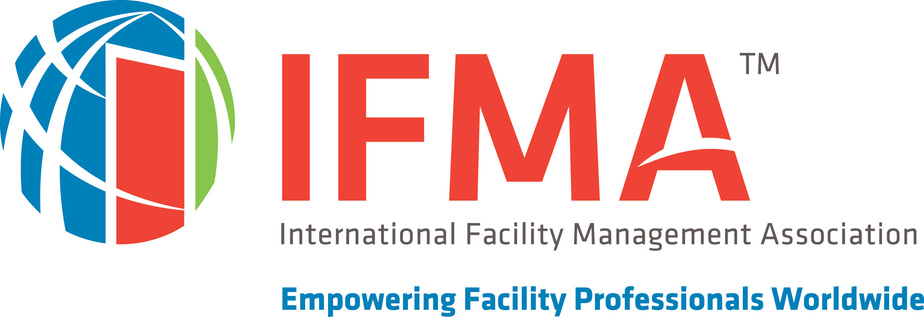 IFMA™
International Facility Management Association
Empowering Facility Professionals Worldwide